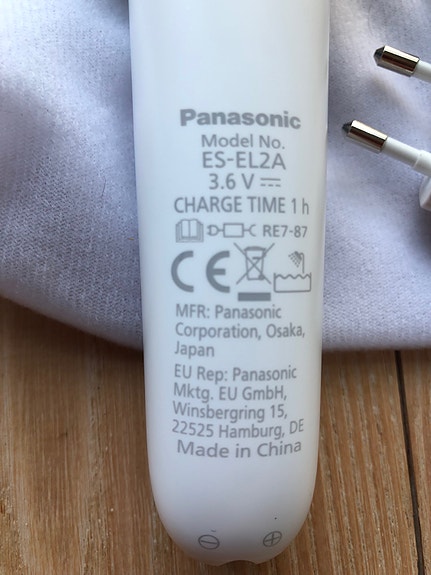 Panasonic
Model No.
ES-EL2A
3.6 V ⎓
CHARGE TIME 1 h
RE7-87
CE
MFR: Panasonic
Corporation, Osaka,
Japan
EU Rep: Panasonic
Mktg. EU GmbH,
Winsbergring 15,
22525 Hamburg, DE
Made in China
⊖ ⊕